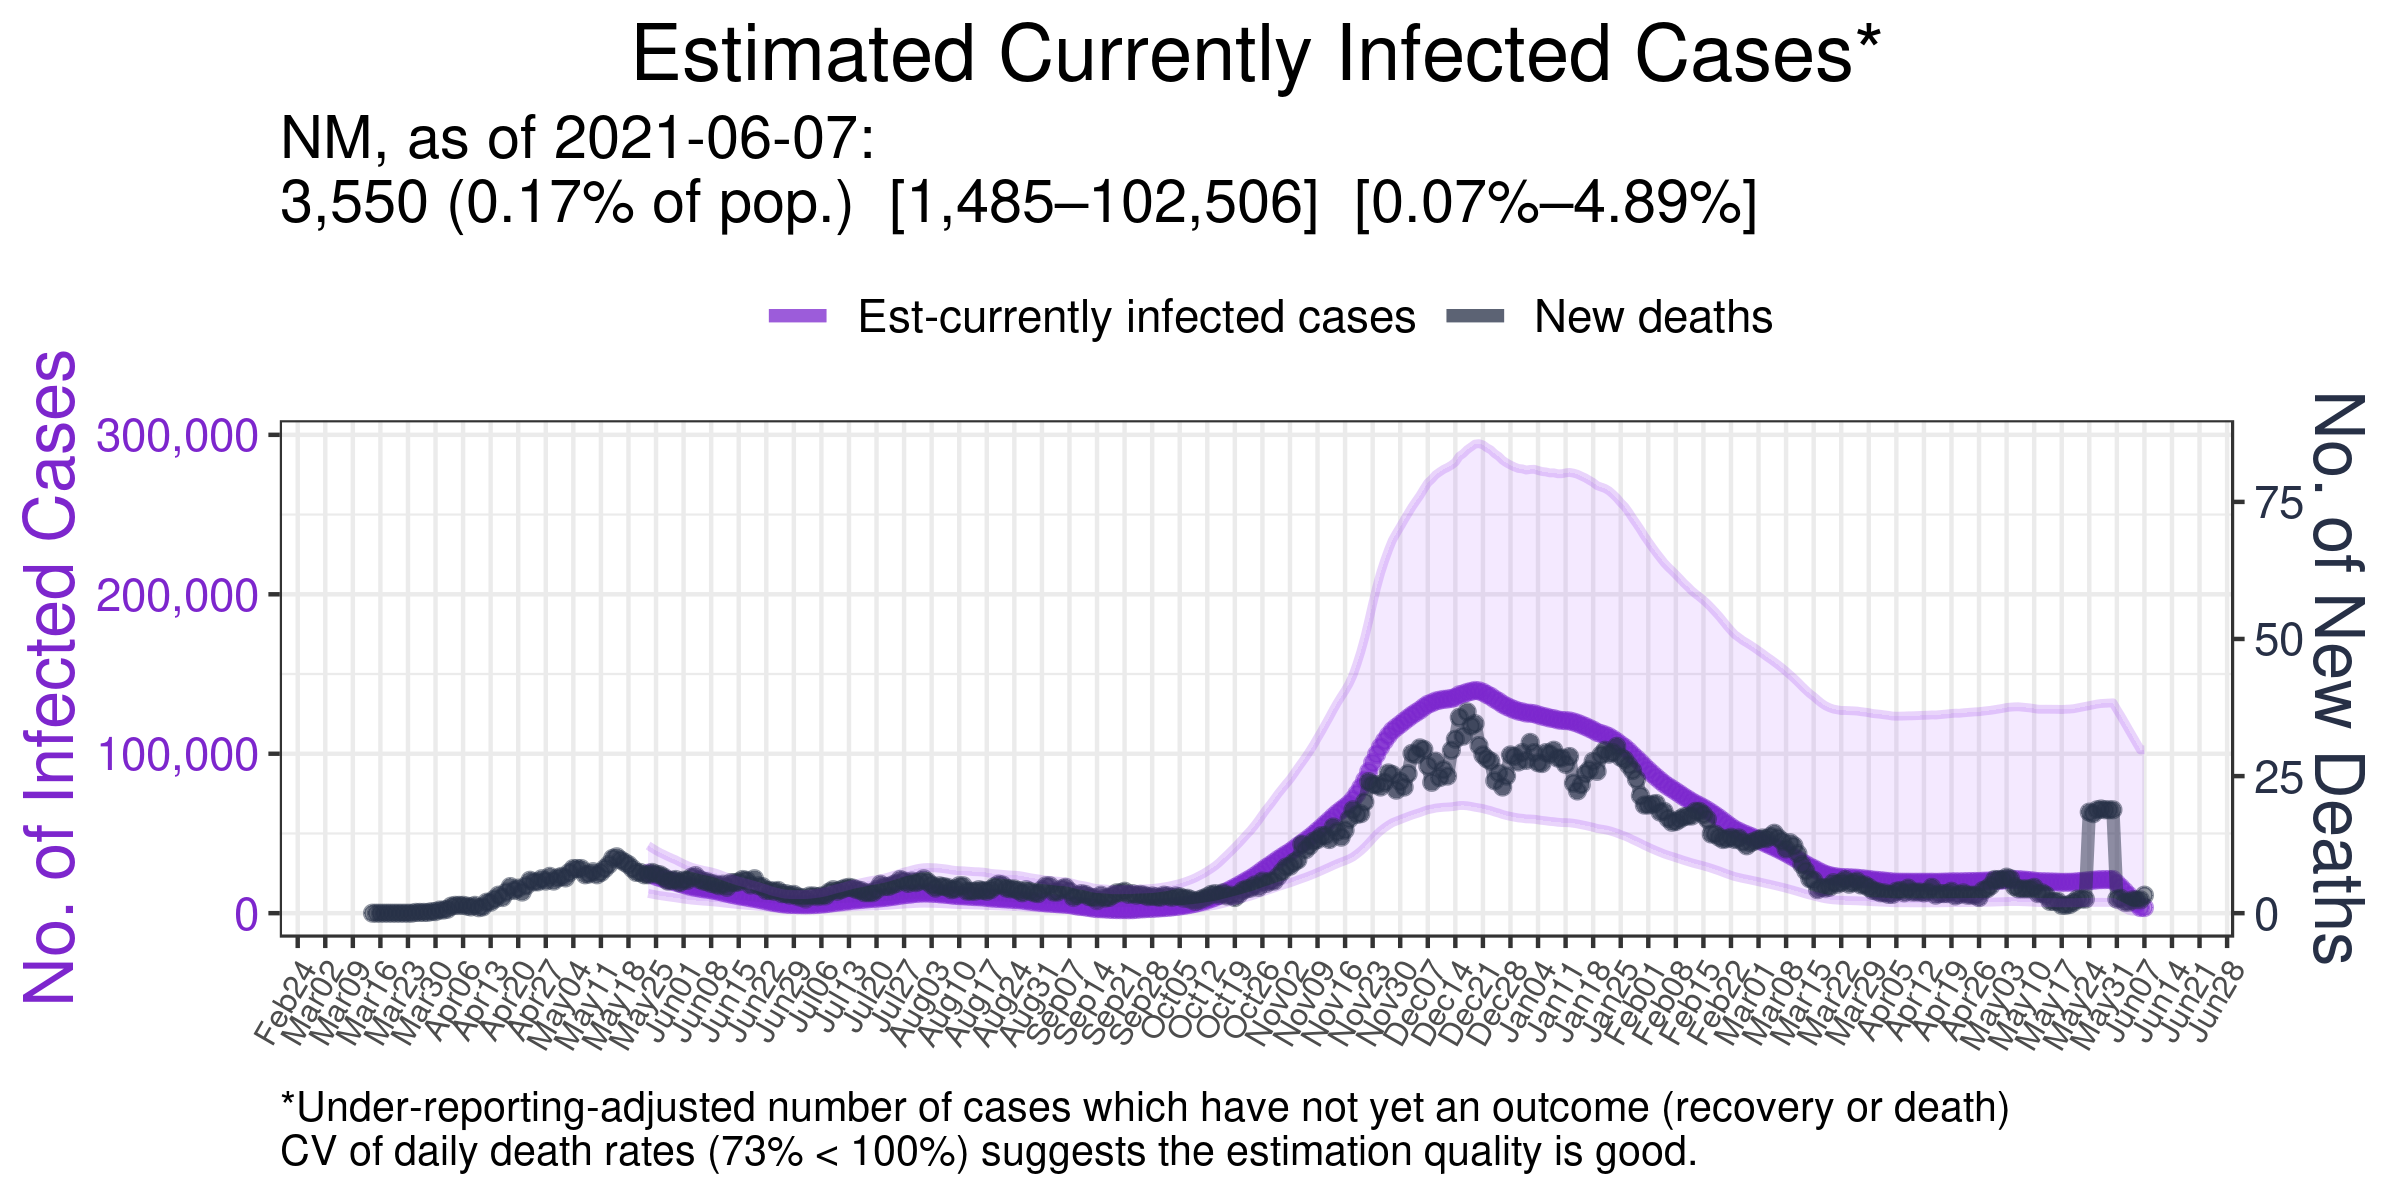 Estimated Currently Infected Cases*
NM, as of 2021-06-07:
3,550 (0.17% of pop.) [1,485–102,506] [0.07%–4.89%]
Est-currently infected cases
New deaths
No. of Infected Cases
300,000
200,000
100,000
0
75
50
25
0
No. of New Deaths
Feb24
Mar02
Mar09
Mar16
Mar23
Mar30
Apr06
Apr13
Apr20
Apr27
May04
May11
May18
May25
Jun01
Jun08
Jun15
Jun22
Jun29
Jul06
Jul13
Jul20
Jul27
Aug03
Aug10
Aug17
Aug24
Aug31
Sep07
Sep14
Sep21
Sep28
Oct05
Oct12
Oct19
Oct26
Nov02
Nov09
Nov16
Nov23
Nov30
Dec07
Dec14
Dec21
Dec28
Jan04
Jan11
Jan18
Jan25
Feb01
Feb08
Feb15
Feb22
Mar01
Mar08
Mar15
Mar22
Mar29
Apr05
Apr12
Apr19
Apr26
May03
May10
May17
May24
May31
Jun07
Jun14
Jun21
Jun28
*Under-reporting-adjusted number of cases which have not yet an outcome (recovery or death)
CV of daily death rates (73% < 100%) suggests the estimation quality is good.